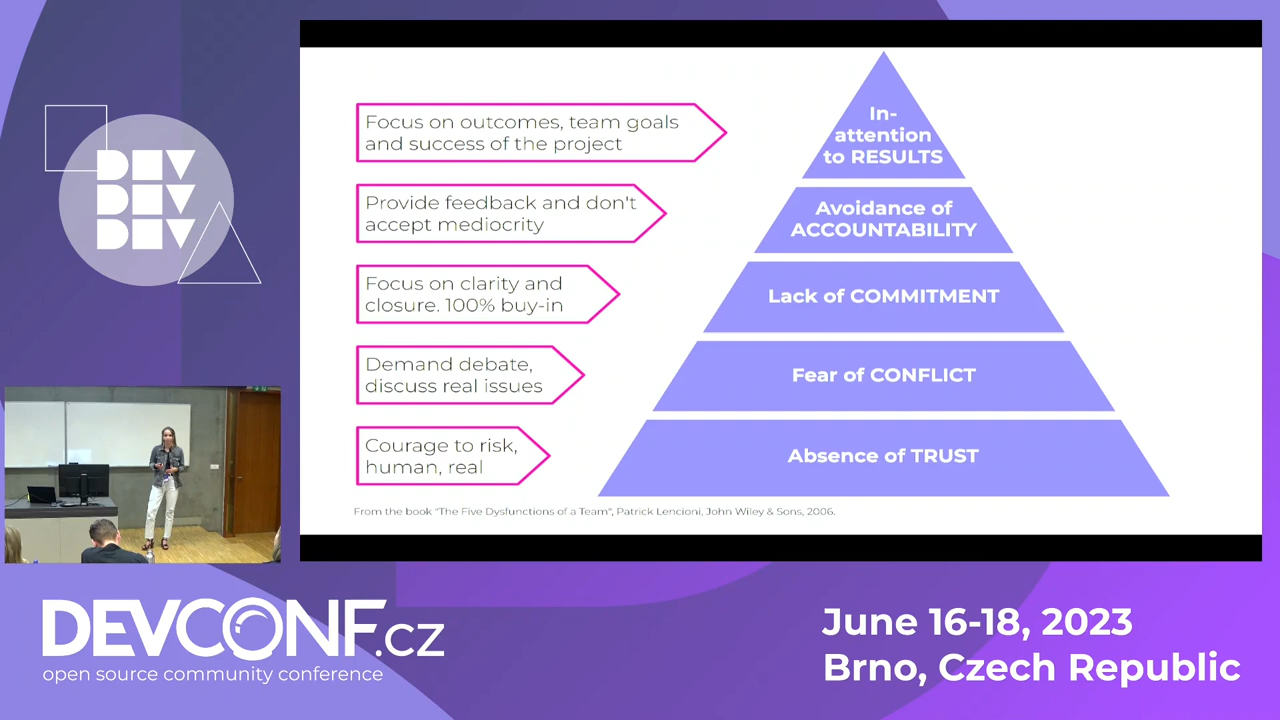 DEV
DEV
DEV
Focus on outcomes, team goals
and success of the project
Provide feedback and don't
accept mediocrity
Focus on clarity and
closure. 100% buy-in
Demand debate,
discuss real issues
Courage to risk,
human, real
In-
attention
to RESULTS
Avoidance of
ACCOUNTABILITY
Lack of COMMITMENT
Fear of CONFLICT
Absence of TRUST
From the book "The Five Dysfunctions of a Team", Patrick Lencioni, John Wiley & Sons, 2006.
DEVCONF.cz
open source community conference
June 16-18, 2023
Brno, Czech Republic